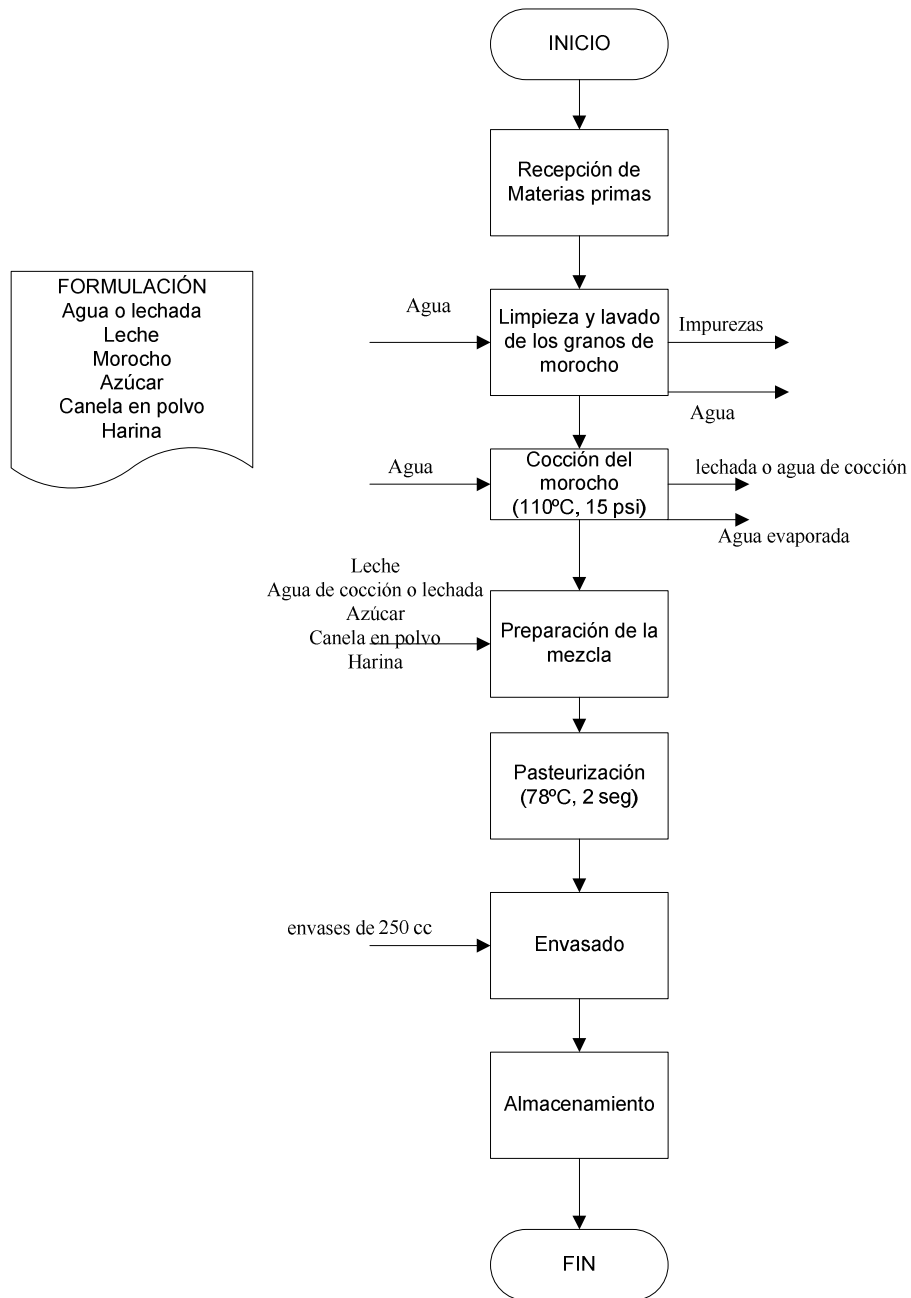 INICIO
Recepción de
Materias primas
FORMULACIÓN
Agua o lechada
Leche
Morocho
Azúcar
Canela en polvo
Harina
Agua
Limpieza y lavado
de los granos de
morocho
Impurezas
Agua
Agua
Cocción del
morocho
(110ºC, 15 psi)
lechada o agua de cocción
Agua evaporada
Leche
Agua de cocción o lechada
Azúcar
Canela en polvo
Harina
Preparación de la
mezcla
Pasteurización
(78ºC, 2 seg)
envases de 250 cc
Envasado
Almacenamiento
FIN